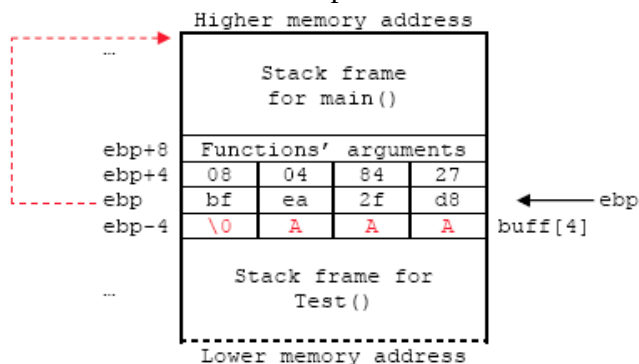 Higher memory address
…
Stack frame
for main()
ebp+8 Functions’ arguments
ebp+4 08 04 84 27
ebp bf ea 2f d8 ebp
ebp-4 \0 A A A buff[4]
Stack frame for
…
Test()
Lower memory address